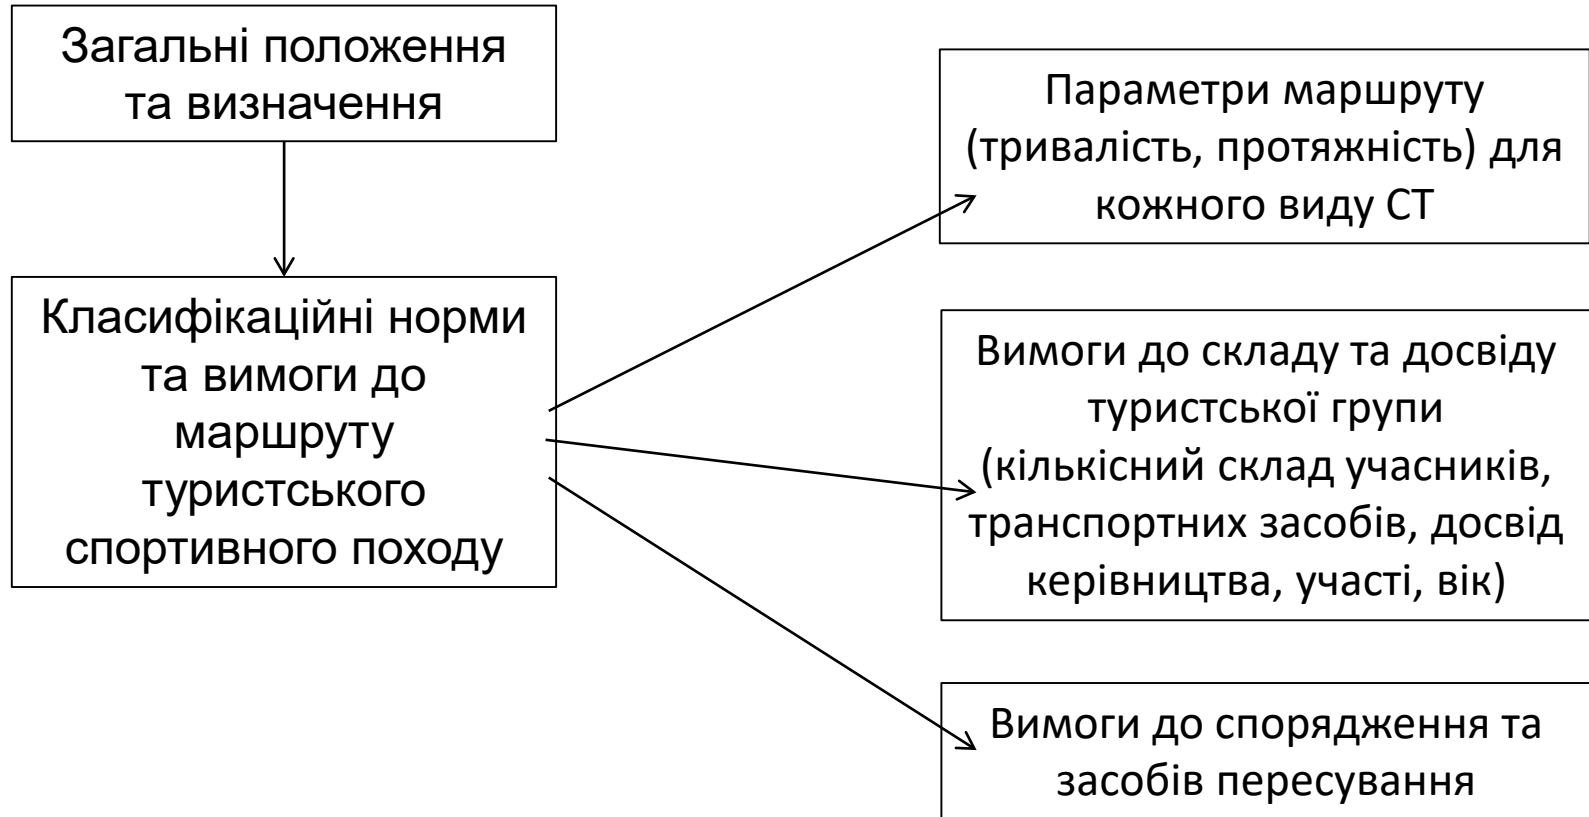 Загальні положення
та визначення
Класифікаційні норми
та вимоги до
маршруту
туристського
спортивного походу
Параметри маршруту
(тривалість, протяжність) для
кожного виду СТ
Вимоги до складу та досвіду
туристської групи
(кількісний склад учасників,
транспортних засобів, досвід
керівництва, участі, вік)
Вимоги до спорядження та
засобів пересування